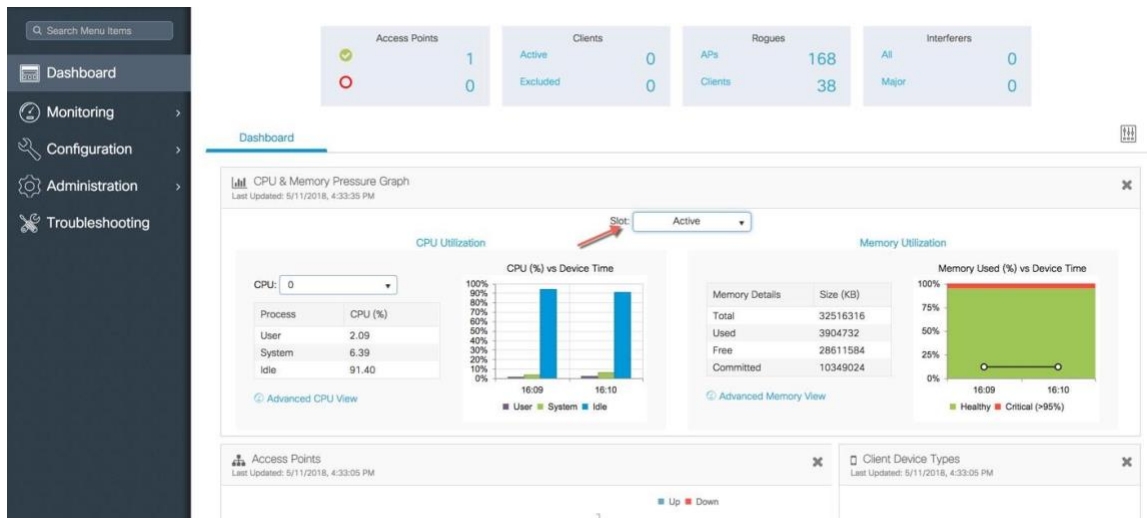 Search Menu Items
Dashboard
Monitoring
Configuration
Administration
Troubleshooting
Access Points
1
0
Clients
Active 0
Excluded 0
Rogues
APs 168
Clients 38
Interferers
All 0
Major 0
Dashboard
CPU & Memory Pressure Graph
Last Updated: 5/11/2018, 4:33:35 PM
Slot: Active
CPU Utilization
CPU: 0
Process CPU (%)
User 2.09
System 6.39
Idle 91.40
Advanced CPU View
CPU (%) vs Device Time
100%
90%
80%
70%
60%
50%
40%
30%
20%
10%
0%
16:09 16:10
User System Idle
Memory Utilization
Memory Details Size (KB)
Total 32516316
Used 3904732
Free 28611584
Committed 10349024
Advanced Memory View
Memory Used (%) vs Device Time
100%
75%
50%
25%
0%
16:09 16:10
Healthy Critical (>95%)
Access Points
Last Updated: 5/11/2018, 4:33:05 PM
Up Down
Client Device Types
Last Updated: 5/11/2018, 4:33:05 PM